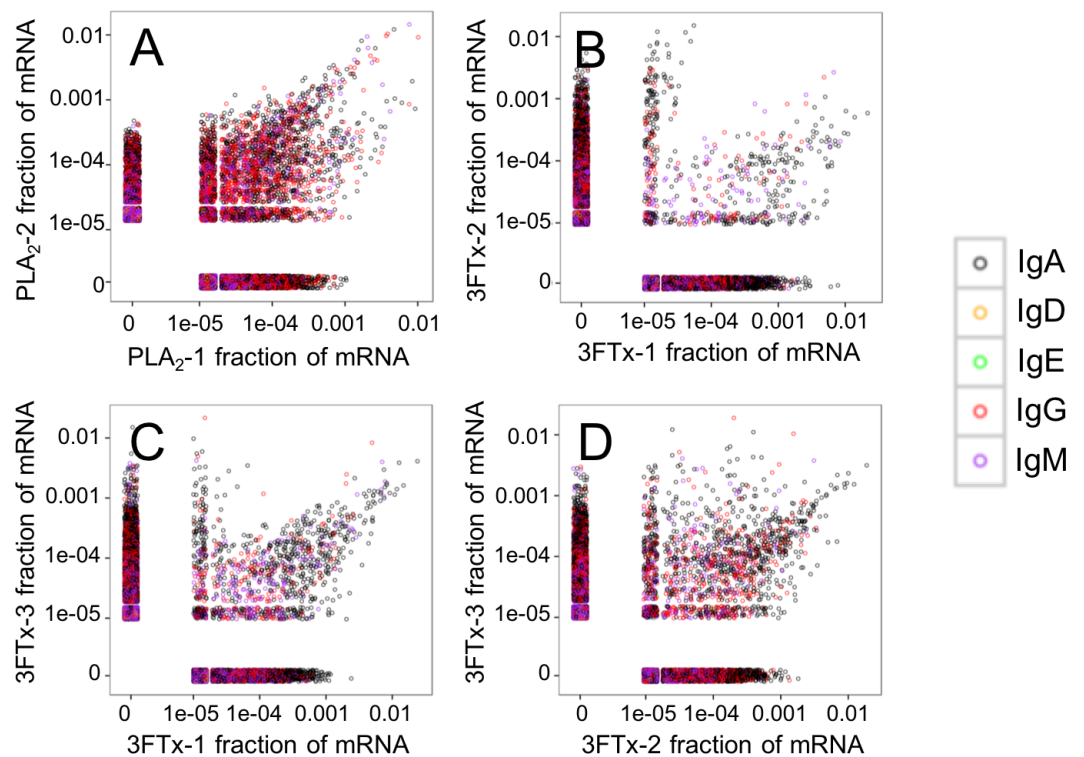 A
PLA₂-2 fraction of mRNA
0.01
0.001
1e-04
1e-05
0
0
1e-05
1e-04
0.001
0.01
PLA₂-1 fraction of mRNA
B
3FTx-2 fraction of mRNA
0.01
0.001
1e-04
1e-05
0
0
1e-05
1e-04
0.001
0.01
3FTx-1 fraction of mRNA
IgA
IgD
IgE
IgG
IgM
C
3FTx-3 fraction of mRNA
0.01
0.001
1e-04
1e-05
0
0
1e-05
1e-04
0.001
0.01
3FTx-1 fraction of mRNA
D
3FTx-3 fraction of mRNA
0.01
0.001
1e-04
1e-05
0
0
1e-05
1e-04
0.001
0.01
3FTx-2 fraction of mRNA